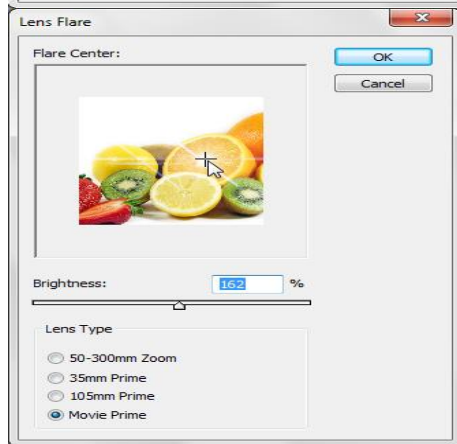 Lens Flare
Flare Center:
OK
Cancel
Brightness: 162 %
Lens Type
50-300mm Zoom
35mm Prime
105mm Prime
Movie Prime